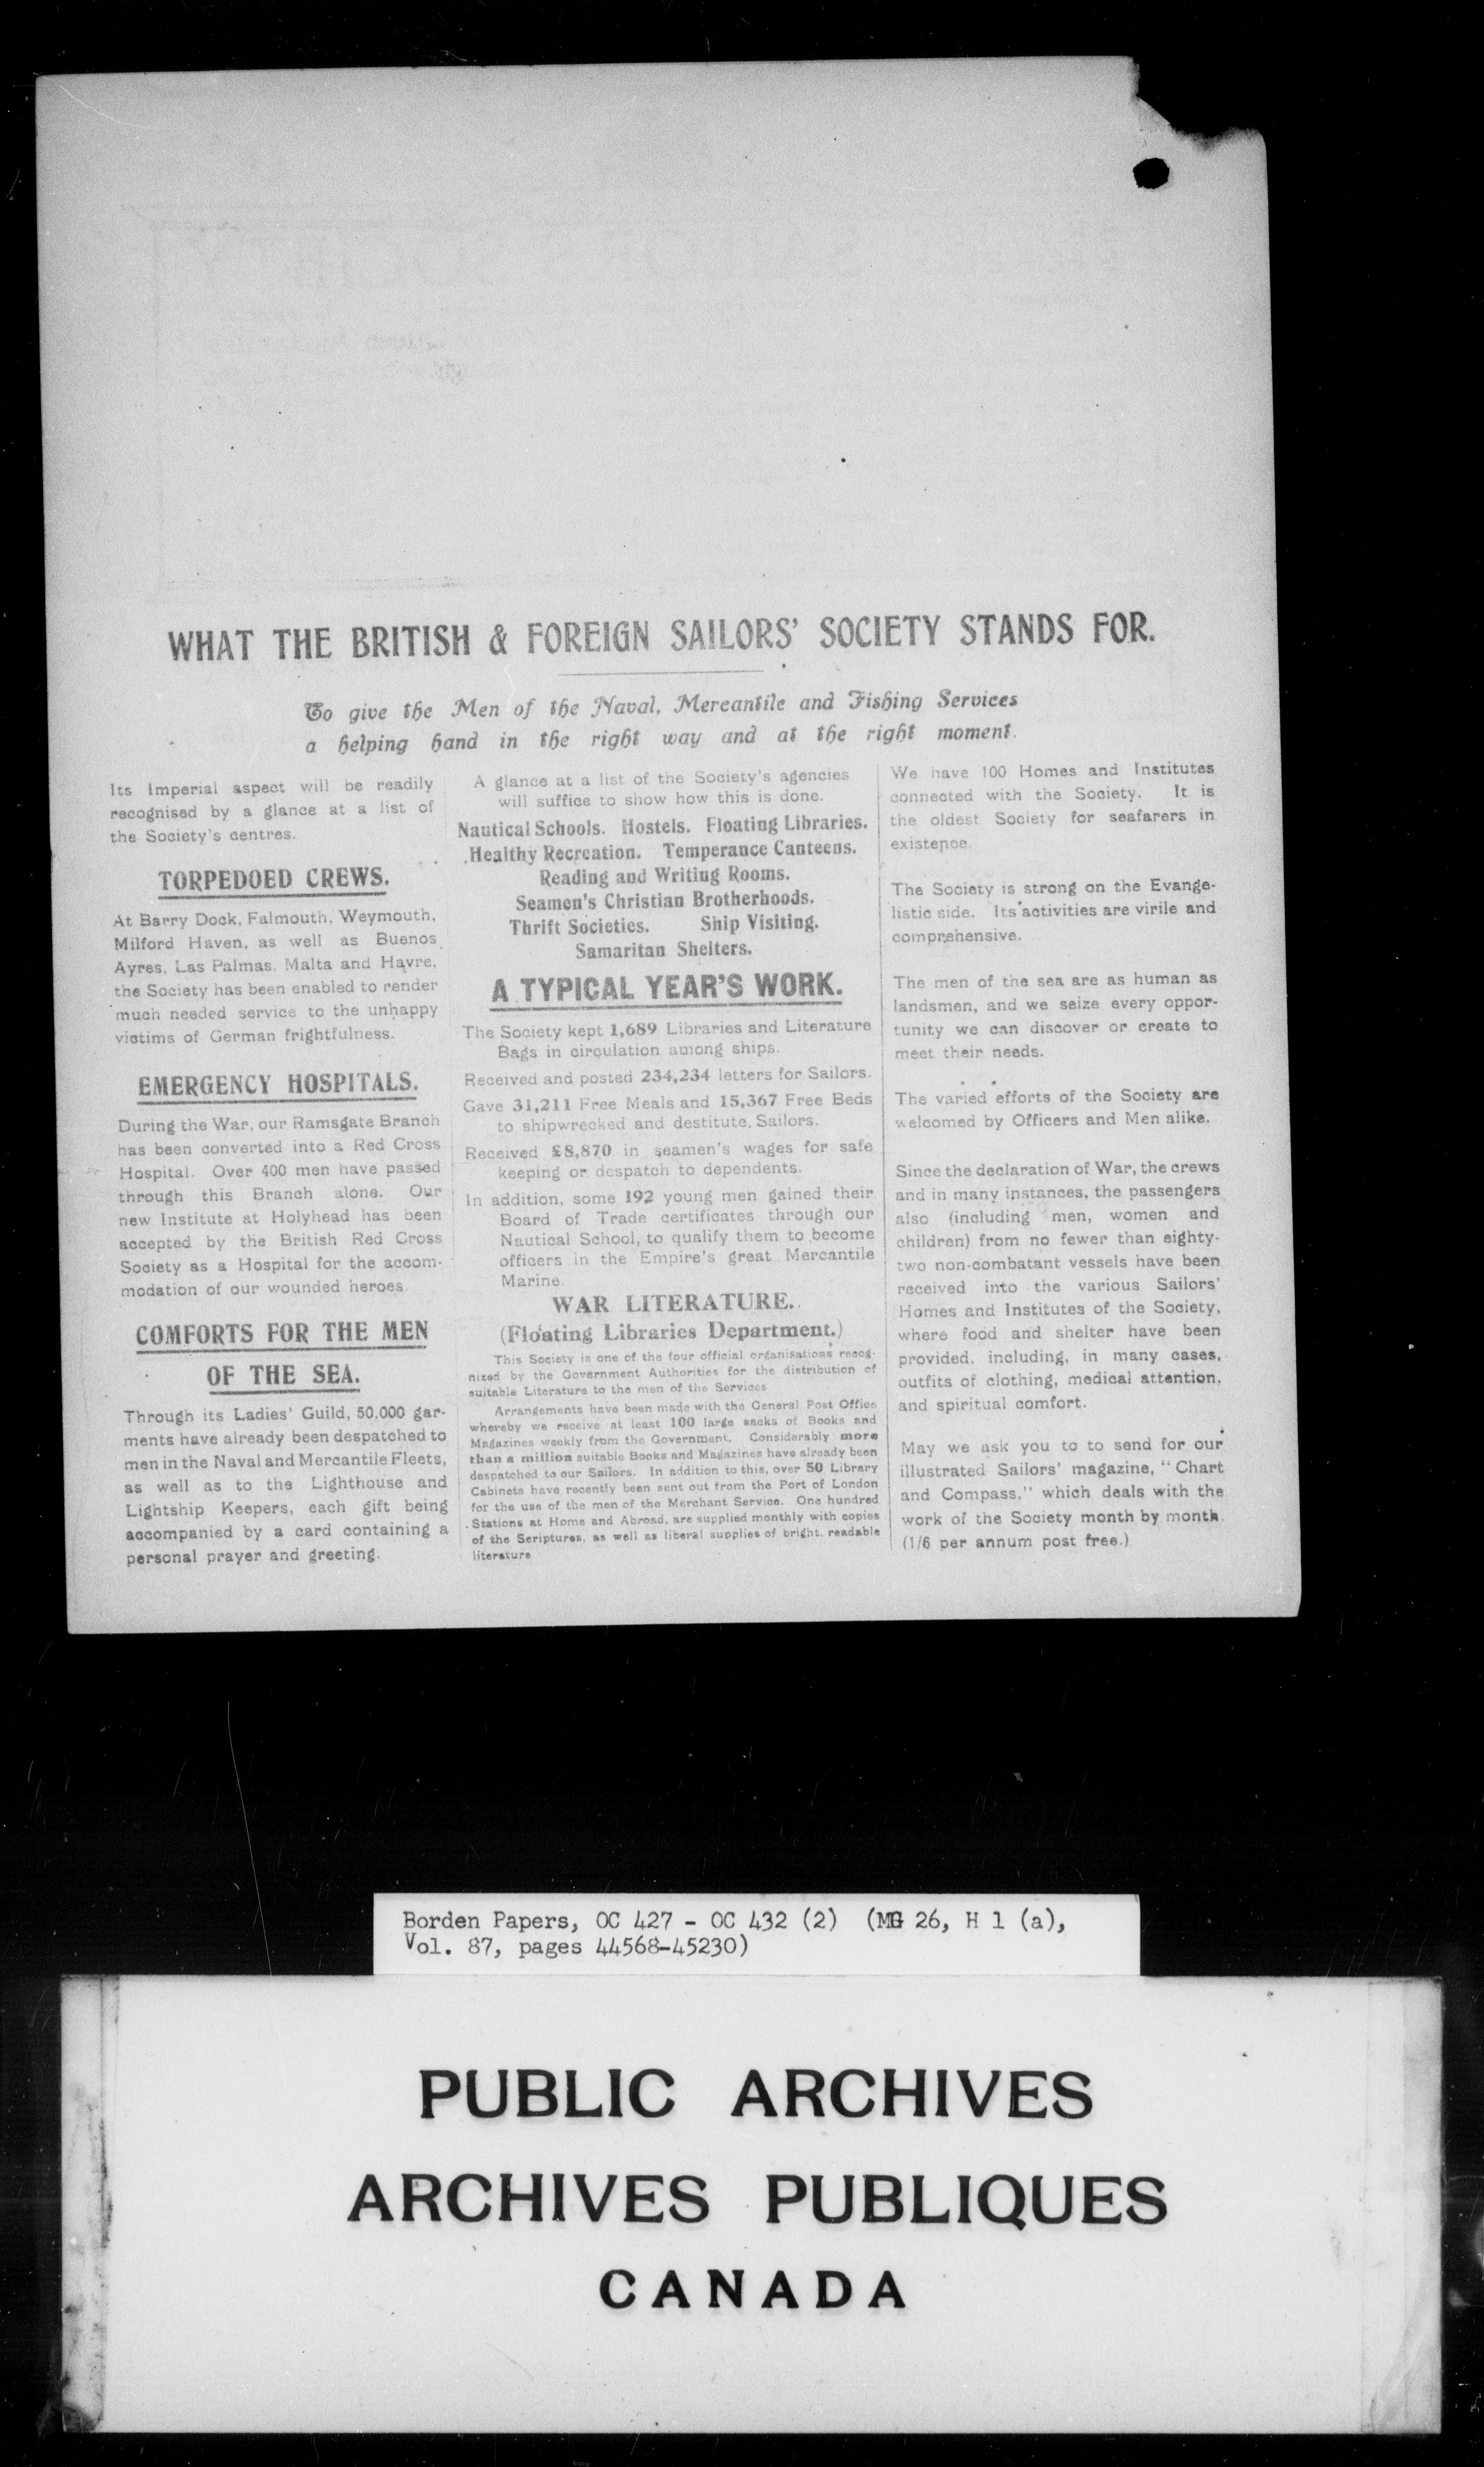 WHAT THE BRITISH & FOREIGN SAILORS' SOCIETY STANDS FOR.
To give the Men of the Naval, Mercantile and Fishing Services
a helping hand in the right way and at the right moment.
Its Imperial aspect will be readily
recognised by a glance at a list of
the Society's centres.
TORPEDOED CREWS.
At Barry Dock, Falmouth, Weymouth,
Milford Haven, as well as Buenos
Ayres, Las Palmas, Malta and Havre,
the Society has been enabled to render
much needed service to the unhappy
victims of German frightfulness.
EMERGENCY HOSPITALS.
During the War, our Ramsgate Branch
has been converted into a Red Cross
Hospital. Over 400 men have passed
through this Branch alone. Our
new Institute at Holyhead has been
accepted by the British Red Cross
Society as a Hospital for the accom-
modation of our wounded heroes.
COMFORTS FOR THE MEN
OF THE SEA.
Through its Ladies' Guild, 50,000 gar-
ments have already been despatched to
men in the Naval and Mercantile Fleets,
as well as to the Lighthouse and
Lightship Keepers, each gift being
accompanied by a card containing a
personal prayer and greeting.
A glance at a list of the Society's agencies
will suffice to show how this is done.
Nautical Schools. Hostels. Floating Libraries.
Healthy Recreation. Temperance Canteens.
Reading and Writing Rooms.
Seamen's Christian Brotherhoods.
Thrift Societies. Ship Visiting.
Samaritan Shelters.
A TYPICAL YEAR'S WORK.
The Society kept 1,689 Libraries and Literature
Bags in circulation among ships.
Received and posted 234,234 letters for Sailors.
Gave 31,211 Free Meals and 15,367 Free Beds
to shipwrecked and destitute Sailors.
Received £8,870 in seamen's wages for safe
keeping or despatch to dependents.
In addition, some 192 young men gained their
Board of Trade certificates through our
Nautical School, to qualify them to become
officers in the Empire's great Mercantile
Marine.
WAR LITERATURE.
(Floating Libraries Department.)
This Society is one of the four official organisations recog-
nized by the Government Authorities for the distribution of
suitable Literature to the men of the Services
Arrangements have been made with the General Post Office
whereby we receive at least 100 large sacks of Books and
Magazines weekly from the Government. Considerably more
than a million suitable Books and Magazines have already been
despatched to our Sailors. In addition to this, over 50 Library
Cabinets have recently been sent out from the Port of London
for the use of the men of the Merchant Service. One hundred
Stations at Home and Abroad, are supplied monthly with copies
of the Scriptures, as well as liberal supplies of bright, readable
literature
We have 100 Homes and Institutes
connected with the Society. It is
the oldest Society for seafarers in
existence.
The Society is strong on the Evange-
listic side. Its activities are virile and
comprehensive.
The men of the sea are as human as
landsmen, and we seize every oppor-
tunity we can discover or create to
meet their needs.
The varied efforts of the Society are
welcomed by Officers and Men alike.
Since the declaration of War, the crews
and in many instances, the passengers
also (including men, women and
children) from no fewer than eighty-
two non-combatant vessels have been
received into the various Sailors'
Homes and Institutes of the Society,
where food and shelter have been
provided, including, in many cases,
outfits of clothing, medical attention,
and spiritual comfort.
May we ask you to to send for our
illustrated Sailors' magazine, "Chart
and Compass," which deals with the
work of the Society month by month.
(1/6 per annum post free.)
Borden Papers, OC 427 - OC 432 (2) (MG 26, H 1 (a),
Vol. 87, pages 44568-45230)
PUBLIC ARCHIVES
ARCHIVES PUBLIQUES
CANADA